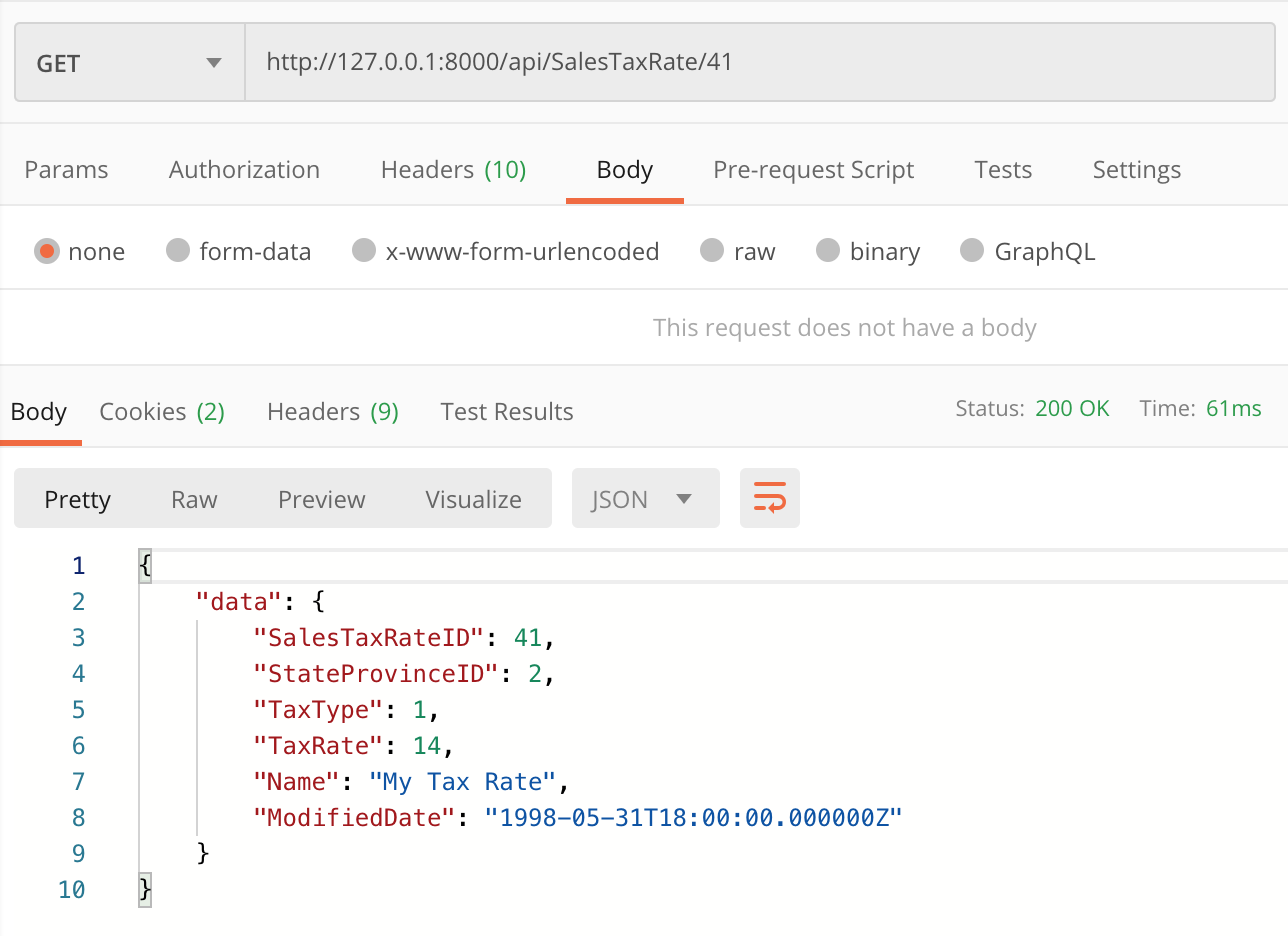 GET http://127.0.0.1:8000/api/SalesTaxRate/41
Params Authorization Headers (10) Body Pre-request Script Tests Settings
none form-data x-www-form-urlencoded raw binary GraphQL
This request does not have a body
Body Cookies (2) Headers (9) Test Results Status: 200 OK Time: 61ms
Pretty Raw Preview Visualize JSON
1 {
2     "data": {
3         "SalesTaxRateID": 41,
4         "StateProvinceID": 2,
5         "TaxType": 1,
6         "TaxRate": 14,
7         "Name": "My Tax Rate",
8         "ModifiedDate": "1998-05-31T18:00:00.000000Z"
9     }
10 }